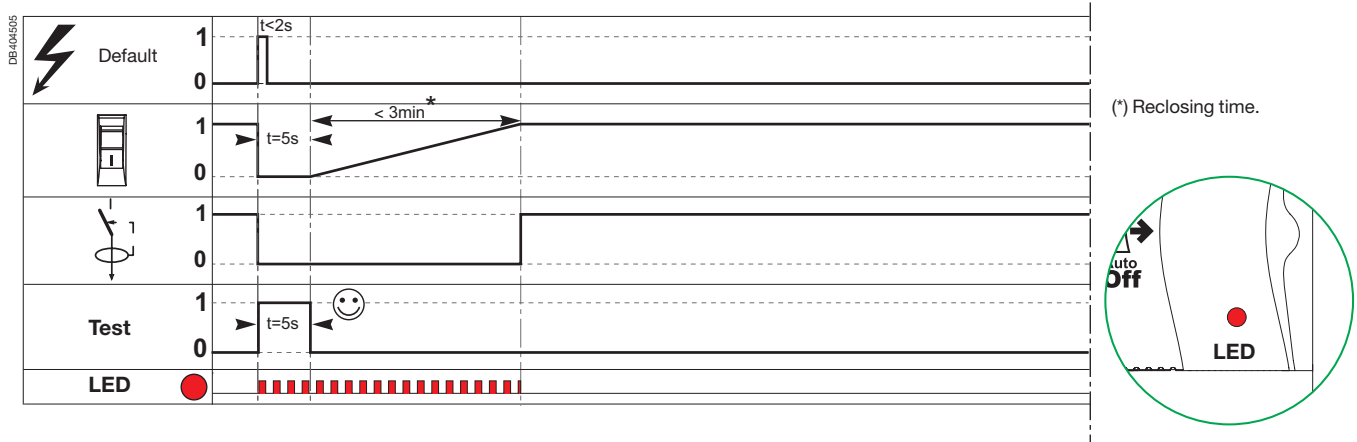 DB404505
t<2s
Default
1
0
1
0
< 3min*
t=5s
(*) Reclosing time.
1
0
Test
1
0
t=5s
LED
uto
Off
LED